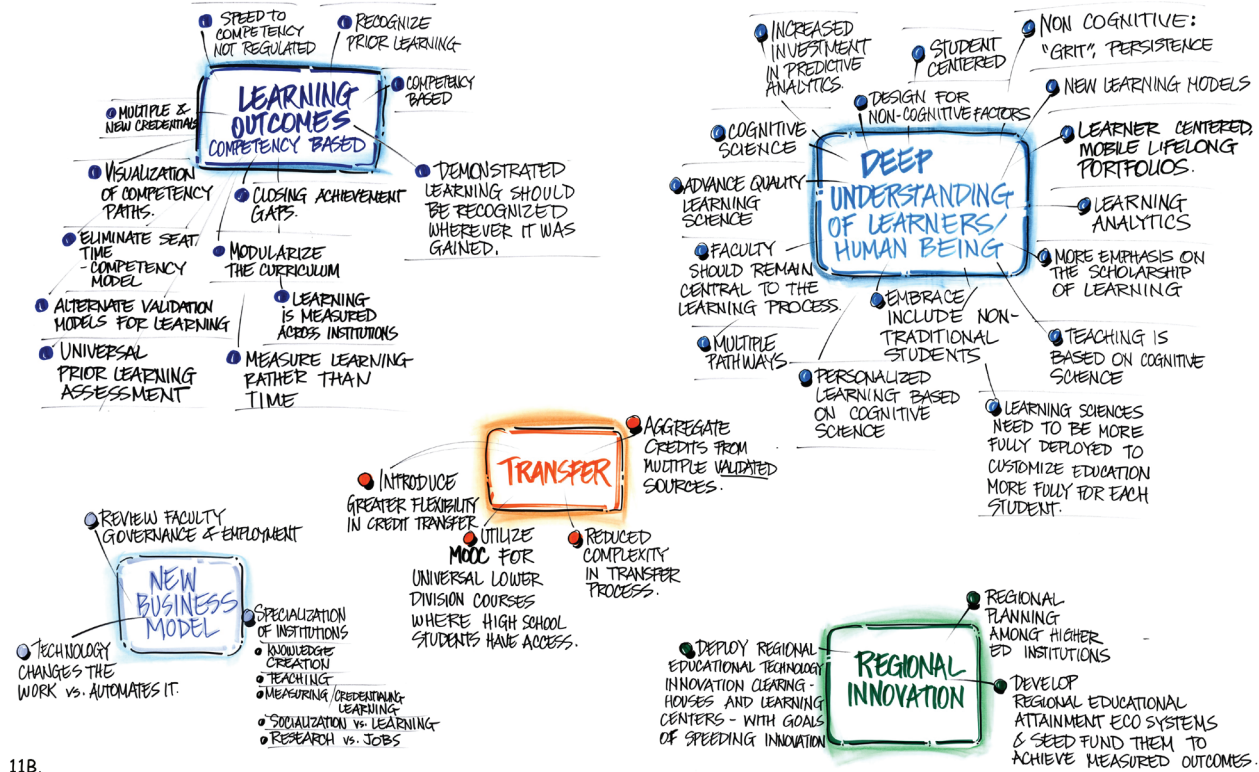 SPEED TO
COMPETENCY
NOT REGULATED
RECOGNIZE
PRIOR LEARNING
LEARNING
OUTCOMES
COMPETENCY BASED
COMPETENCY
BASED
MULTIPLE &
NEW CREDENTIALS
VISUALIZATION
OF COMPETENCY
PATHS.
CLOSING ACHIEVEMENT
GAPS.
DEMONSTRATED
LEARNING SHOULD
BE RECOGNIZED
WHEREVER IT WAS
GAINED.
ELIMINATE SEAT
TIME
- COMPETENCY
MODEL
MODULARIZE
THE CURRICULUM
ALTERNATE VALIDATION
MODELS FOR LEARNING
LEARNING
IS MEASURED
ACROSS INSTITUTIONS
UNIVERSAL
PRIOR LEARNING
ASSESSMENT
MEASURE LEARNING
RATHER THAN
TIME
INCREASED
INVESTMENT
IN PREDICTIVE
ANALYTICS.
STUDENT
CENTERED
NON COGNITIVE:
"GRIT", PERSISTENCE
DESIGN FOR
NON-COGNITIVE FACTORS
NEW LEARNING MODELS
COGNITIVE
SCIENCE
LEARNER CENTERED,
MOBILE LIFELONG
PORTFOLIOS.
DEEP
UNDERSTANDING
OF LEARNERS/
HUMAN BEING
ADVANCE QUALITY
LEARNING
SCIENCE
LEARNING
ANALYTICS
FACULTY
SHOULD REMAIN
CENTRAL TO THE
LEARNING PROCESS.
MORE EMPHASIS ON
THE SCHOLARSHIP
OF LEARNING
EMBRACE/
INCLUDE NON-
TRADITIONAL
STUDENTS
MULTIPLE
PATHWAYS
TEACHING IS
BASED ON COGNITIVE
SCIENCE
PERSONALIZED
LEARNING BASED
ON COGNITIVE
SCIENCE
LEARNING SCIENCES
NEED TO BE MORE
FULLY DEPLOYED TO
CUSTOMIZE EDUCATION
MORE FULLY FOR EACH
STUDENT.
TRANSFER
AGGREGATE
CREDITS FROM
MULTIPLE VALIDATED
SOURCES.
INTRODUCE
GREATER FLEXIBILITY
IN CREDIT TRANSFER
UTILIZE
MOOC FOR
UNIVERSAL LOWER
DIVISION COURSES
WHERE HIGH SCHOOL
STUDENTS HAVE ACCESS.
REDUCED
COMPLEXITY
IN TRANSFER
PROCESS.
REVIEW FACULTY
GOVERNANCE & EMPLOYMENT
NEW
BUSINESS
MODEL
TECHNOLOGY
CHANGES THE
WORK vs. AUTOMATES IT.
SPECIALIZATION
OF INSTITUTIONS
KNOWLEDGE
CREATION
TEACHING
MEASURING/CREDENTIALING
LEARNING
SOCIALIZATION vs. LEARNING
RESEARCH vs. JOBS
REGIONAL
INNOVATION
REGIONAL
PLANNING
AMONG HIGHER
ED INSTITUTIONS
DEPLOY REGIONAL
EDUCATIONAL TECHNOLOGY
INNOVATION CLEARING-
HOUSES AND LEARNING
CENTERS - WITH GOALS
OF SPEEDING INNOVATION
DEVELOP
REGIONAL EDUCATIONAL
ATTAINMENT ECO SYSTEMS
& SEED FUND THEM TO
ACHIEVE MEASURED OUTCOMES.
11B.